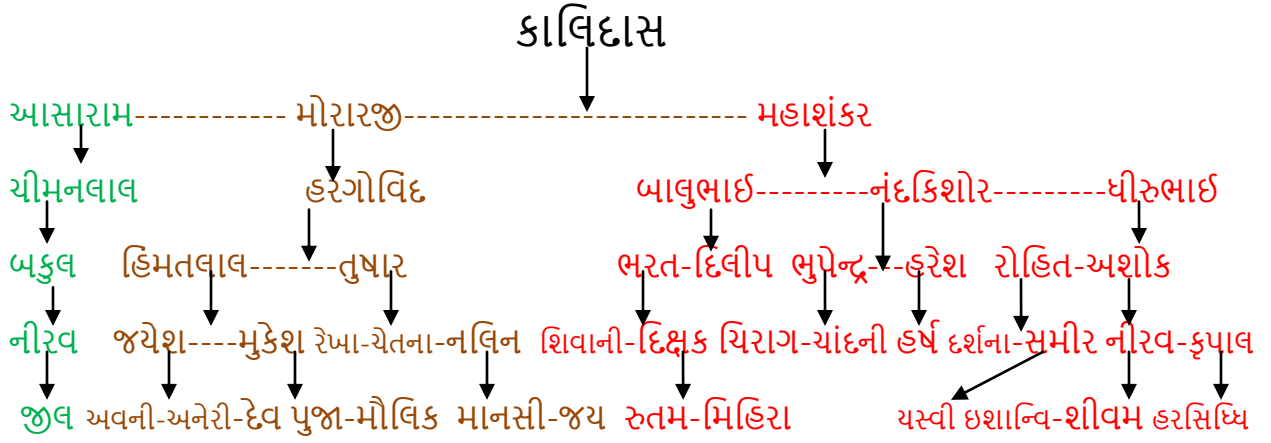 કાલિદાસ
આસારામ------------ મોરારજી-------------------------- મહાશંકર
ચીમનલાલ હરગોવિંદ બાલુભાઈ---------નંદકિશોર---------ધીરુભાઈ
બકુલ હિંમતલાલ-------તુષાર ભરત-દિલીપ ભુપેન્દ્ર---હરેશ રોહિત-અશોક
નીરવ જયેશ----મુકેશ રેખા-ચેતના-નલિન શિવાની-દિક્ષક ચિરાગ-ચાંદની હર્ષ દર્શના-સમીર નીરવ-કૃપાલ
જીલ અવની-અનેરી-દેવ પુજા-મૌલિક માનસી-જય રુતમ-મિહિરા યસ્વી ઇશાન્વિ-શીવમ હરસિધ્ધિ